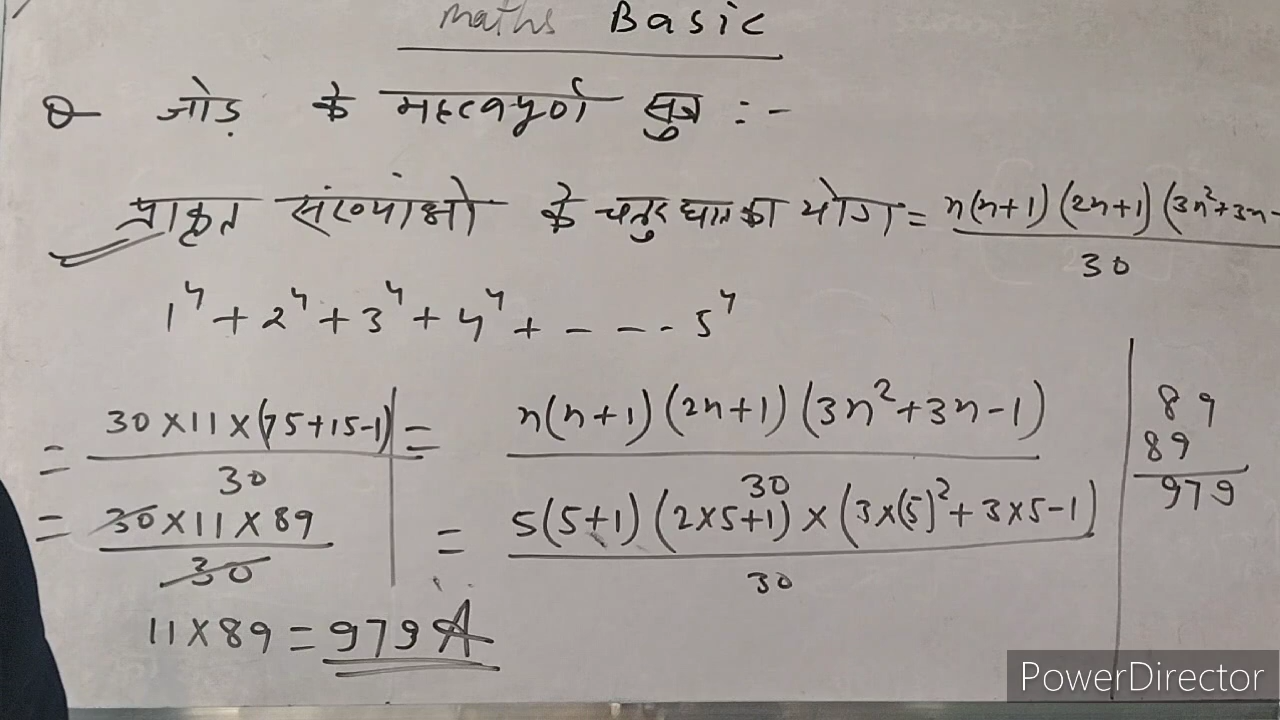 maths Basic
Q जोड़ के महत्वपूर्ण सुत्र :-
प्राकृत संख्यांओ के चतुर घात का योग = n(n+1)(2n+1)(3n²+3n-
30
1⁴+2⁴+3⁴+4⁴+ - - - 5⁴
= n(n+1)(2n+1)(3n²+3n-1)
30
= 5(5+1)(2×5+1)×(3×(5)²+3×5-1)
30
= 30×11×(75+15-1)
30
= 30×11×89
30
11×89=979 A
89
89
979
PowerDirector